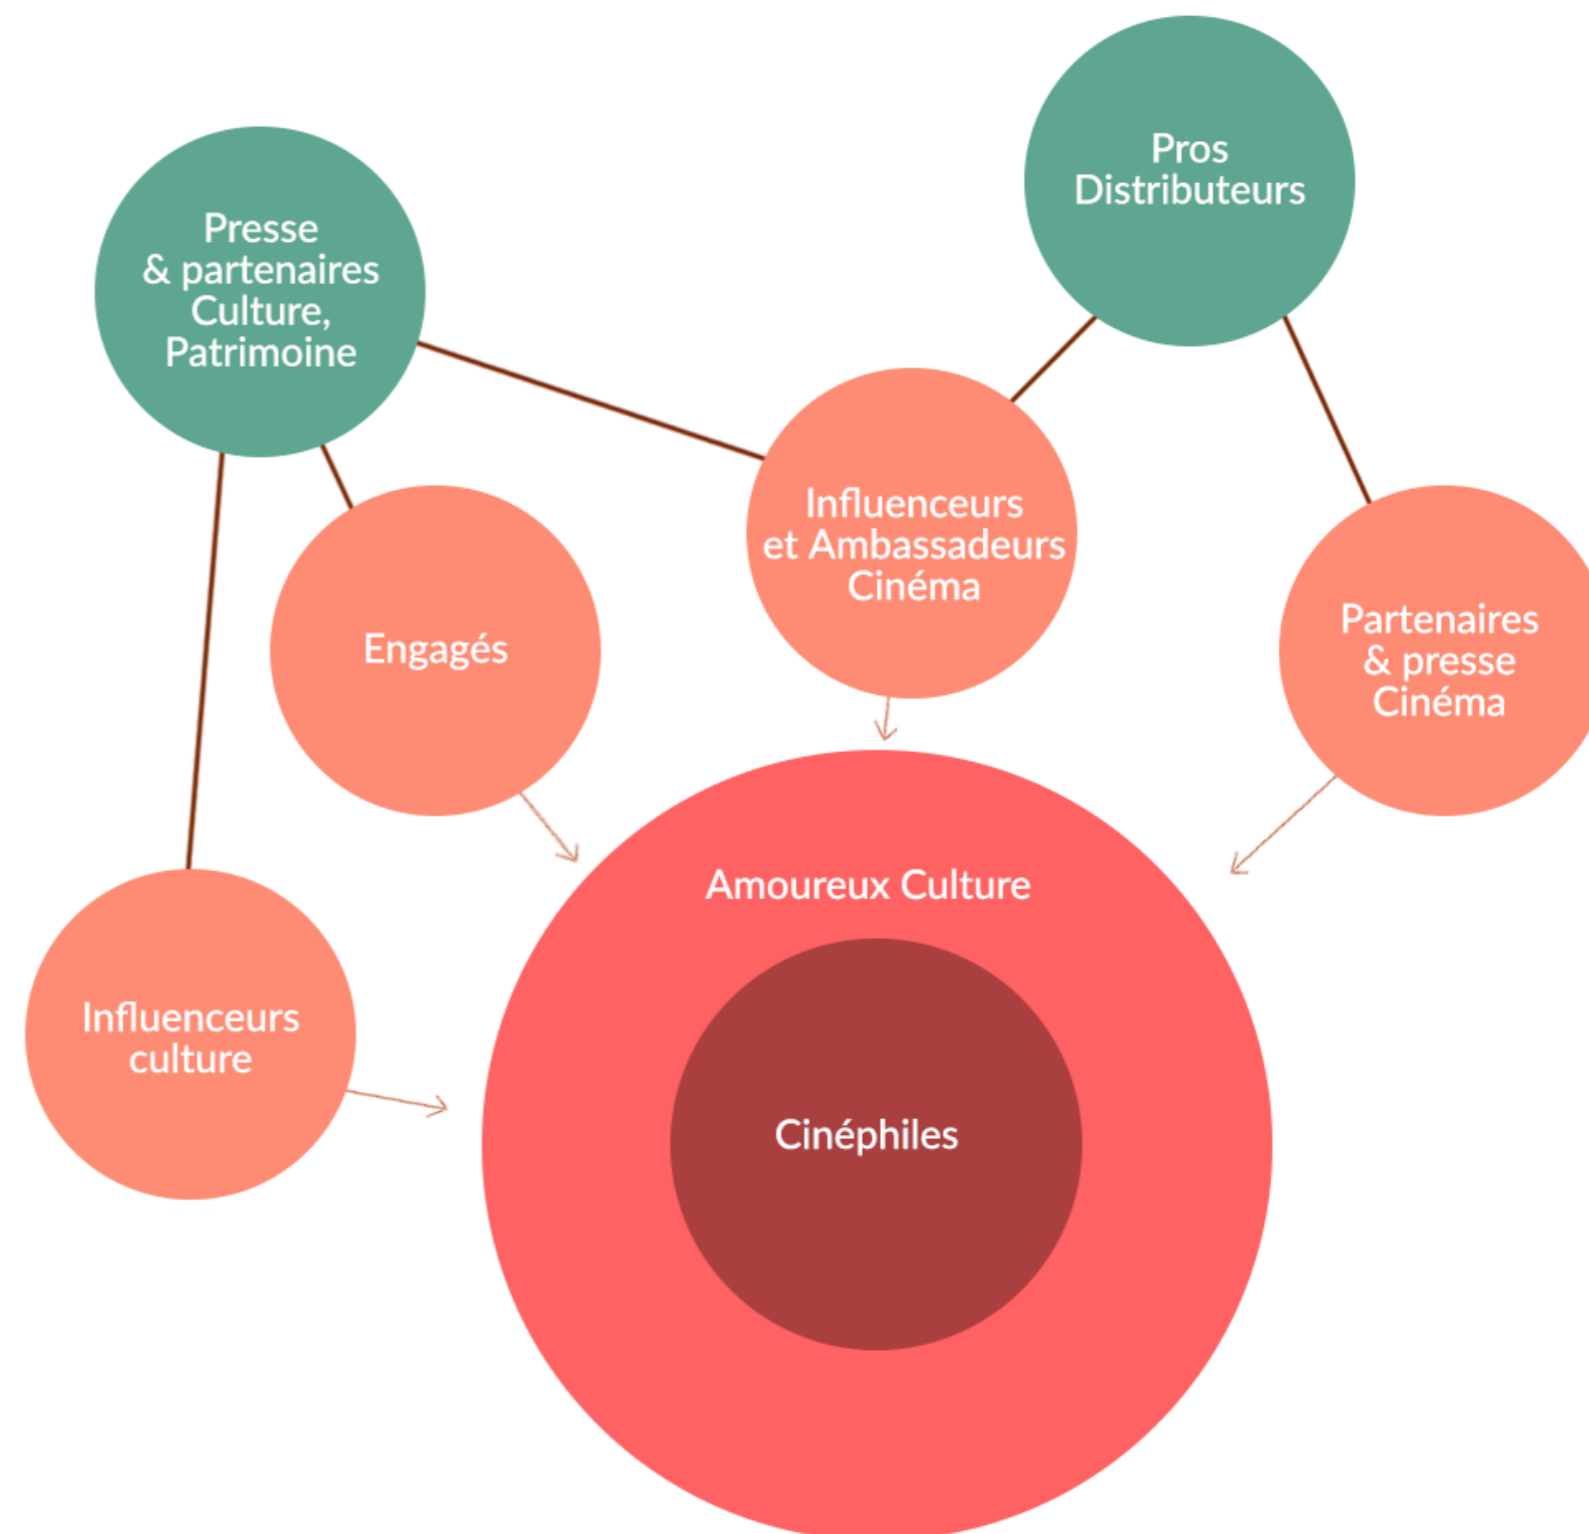 Pros
Distributeurs
Presse
& partenaires
Culture,
Patrimoine
Influenceurs
et Ambassadeurs
Cinéma
Engagés
Partenaires
& presse
Cinéma
Amoureux Culture
Influenceurs
culture
Cinéphiles